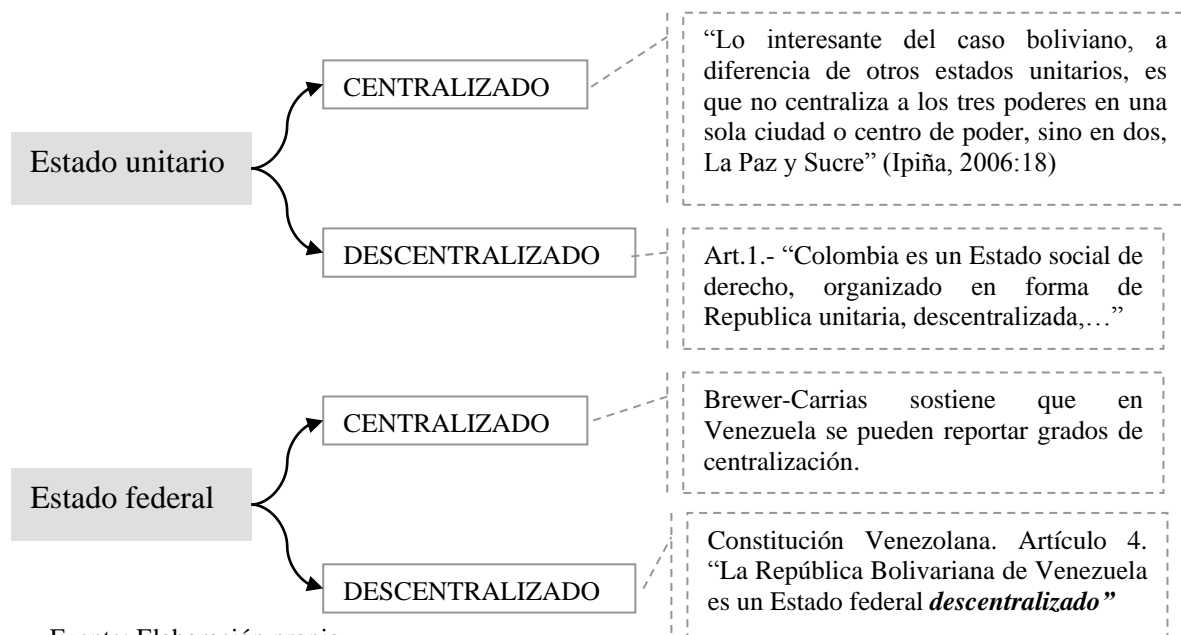 Estado unitario
CENTRALIZADO
“Lo interesante del caso boliviano, a
diferencia de otros estados unitarios, es
que no centraliza a los tres poderes en una
sola ciudad o centro de poder, sino en dos,
La Paz y Sucre” (Ipiña, 2006:18)
DESCENTRALIZADO
Art.1.- “Colombia es un Estado social de
derecho, organizado en forma de
Republica unitaria, descentralizada,…”
Estado federal
CENTRALIZADO
Brewer-Carrias sostiene que en
Venezuela se pueden reportar grados de
centralización.
DESCENTRALIZADO
Constitución Venezolana. Artículo 4.
“La República Bolivariana de Venezuela
es un Estado federal descentralizado”
Fuente: Elaboración propia